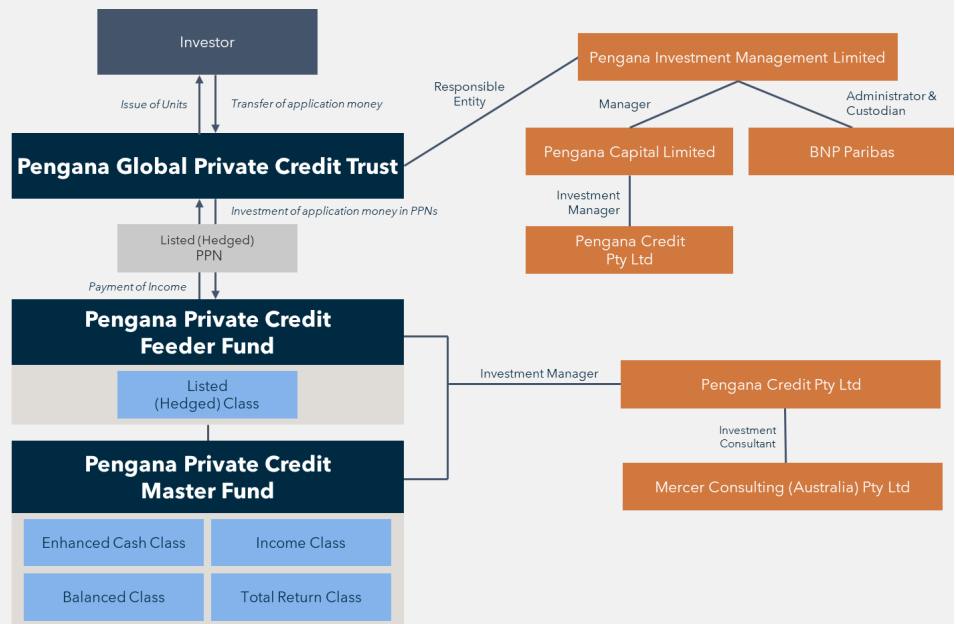 Investor
Issue of Units
Transfer of application money
Pengana Global Private Credit Trust
Responsible
Entity
Pengana Investment Management Limited
Manager
Administrator &
Custodian
Pengana Capital Limited
BNP Paribas
Investment
Manager
Pengana Credit
Pty Ltd
Investment of application money in PPNs
Listed (Hedged)
PPN
Payment of Income
Pengana Private Credit
Feeder Fund
Listed
(Hedged) Class
Investment Manager
Pengana Credit Pty Ltd
Investment
Consultant
Mercer Consulting (Australia) Pty Ltd
Pengana Private Credit
Master Fund
Enhanced Cash Class
Income Class
Balanced Class
Total Return Class